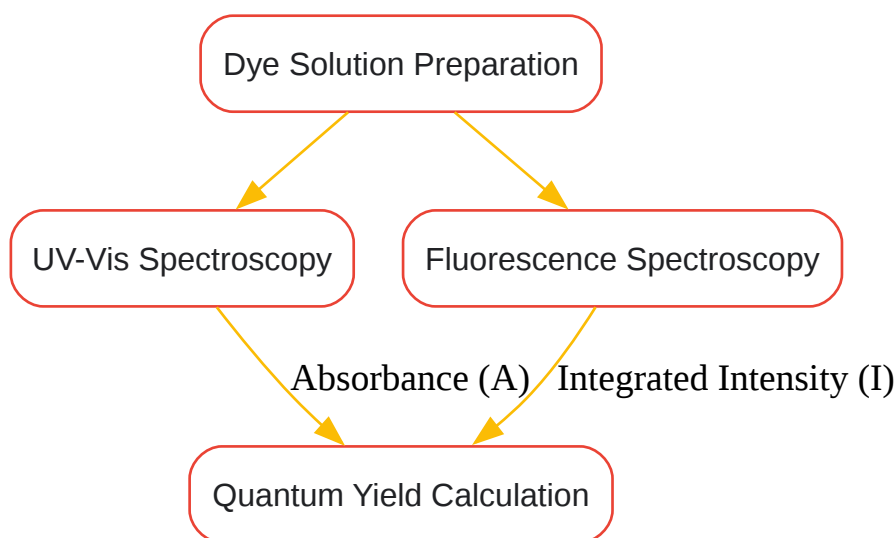 Dye Solution Preparation
UV-Vis Spectroscopy
Fluorescence Spectroscopy
Absorbance (A)
Integrated Intensity (I)
Quantum Yield Calculation